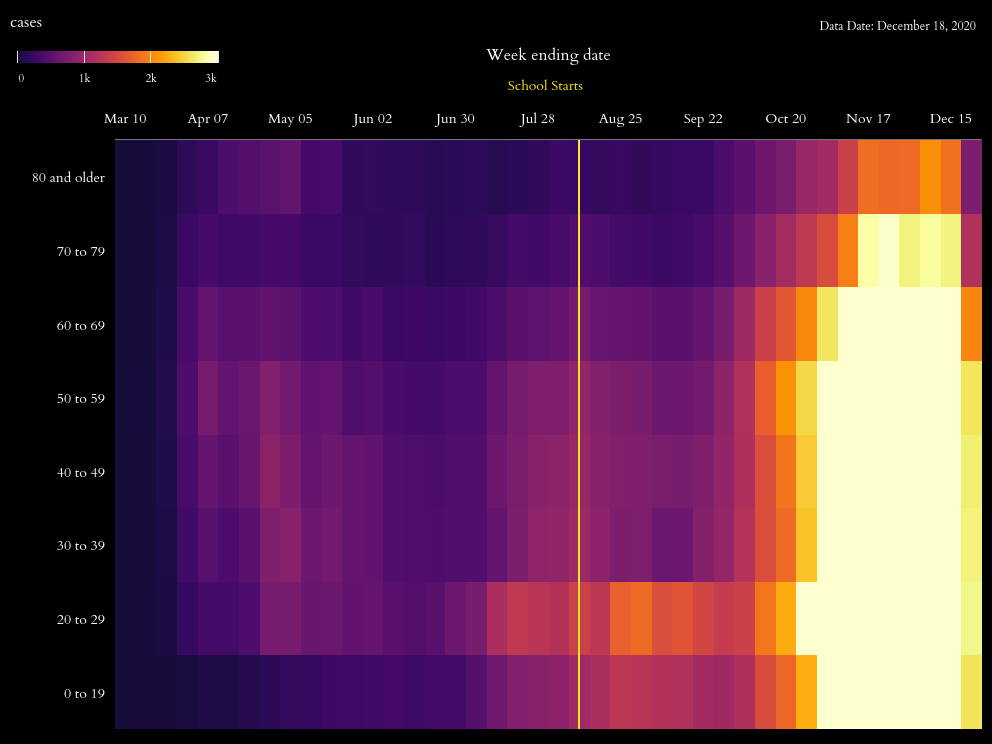 cases
Data Date: December 18, 2020
0 1k 2k 3k
Week ending date
School Starts
Mar 10 Apr 07 May 05 Jun 02 Jun 30 Jul 28 Aug 25 Sep 22 Oct 20 Nov 17 Dec 15
80 and older
70 to 79
60 to 69
50 to 59
40 to 49
30 to 39
20 to 29
0 to 19